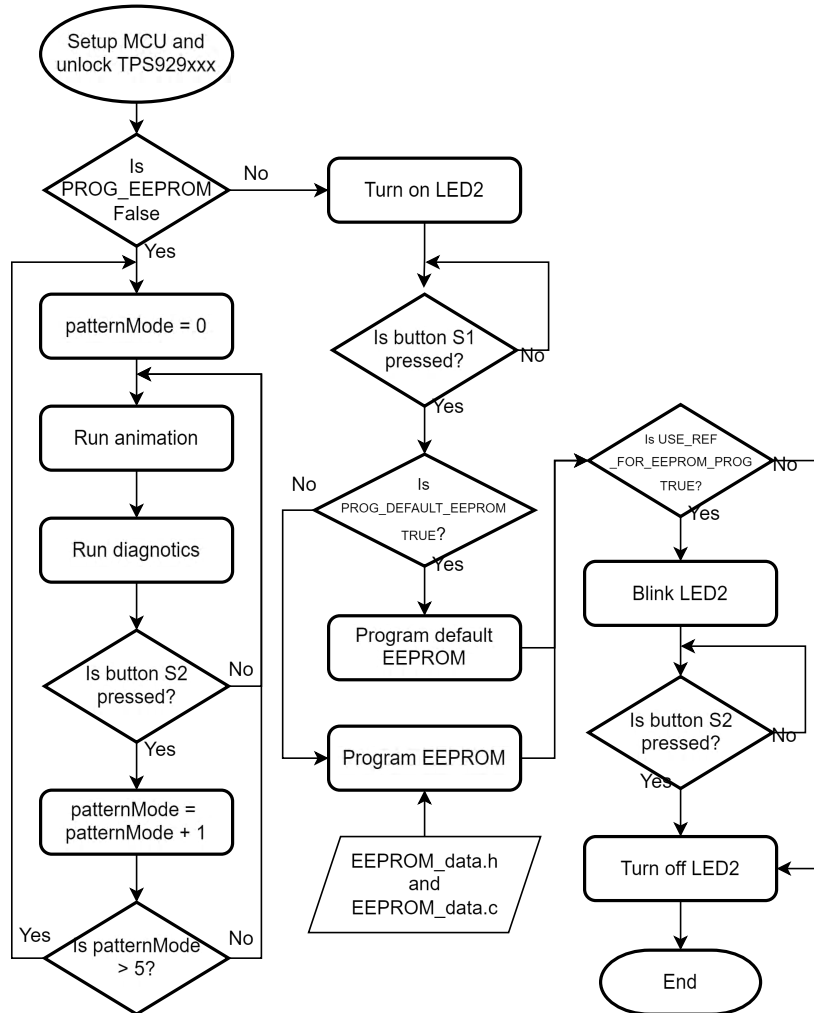 Setup MCU and
unlock TPS929xxx
Is
PROG_EEPROM
False
No
Yes
Turn on LED2
patternMode = 0
Is button S1
pressed?
No
Yes
Run animation
Run diagnotics
Is
PROG_DEFAULT_EEPROM
TRUE?
No
Yes
Program default
EEPROM
Program EEPROM
EEPROM_data.h
and
EEPROM_data.c
Is button S2
pressed?
No
Yes
patternMode =
patternMode + 1
Is patternMode
> 5?
Yes
No
Is USE_REF
_FOR_EEPROM_PROG
TRUE?
No
Yes
Blink LED2
Is button S2
pressed?
No
Yes
Turn off LED2
End